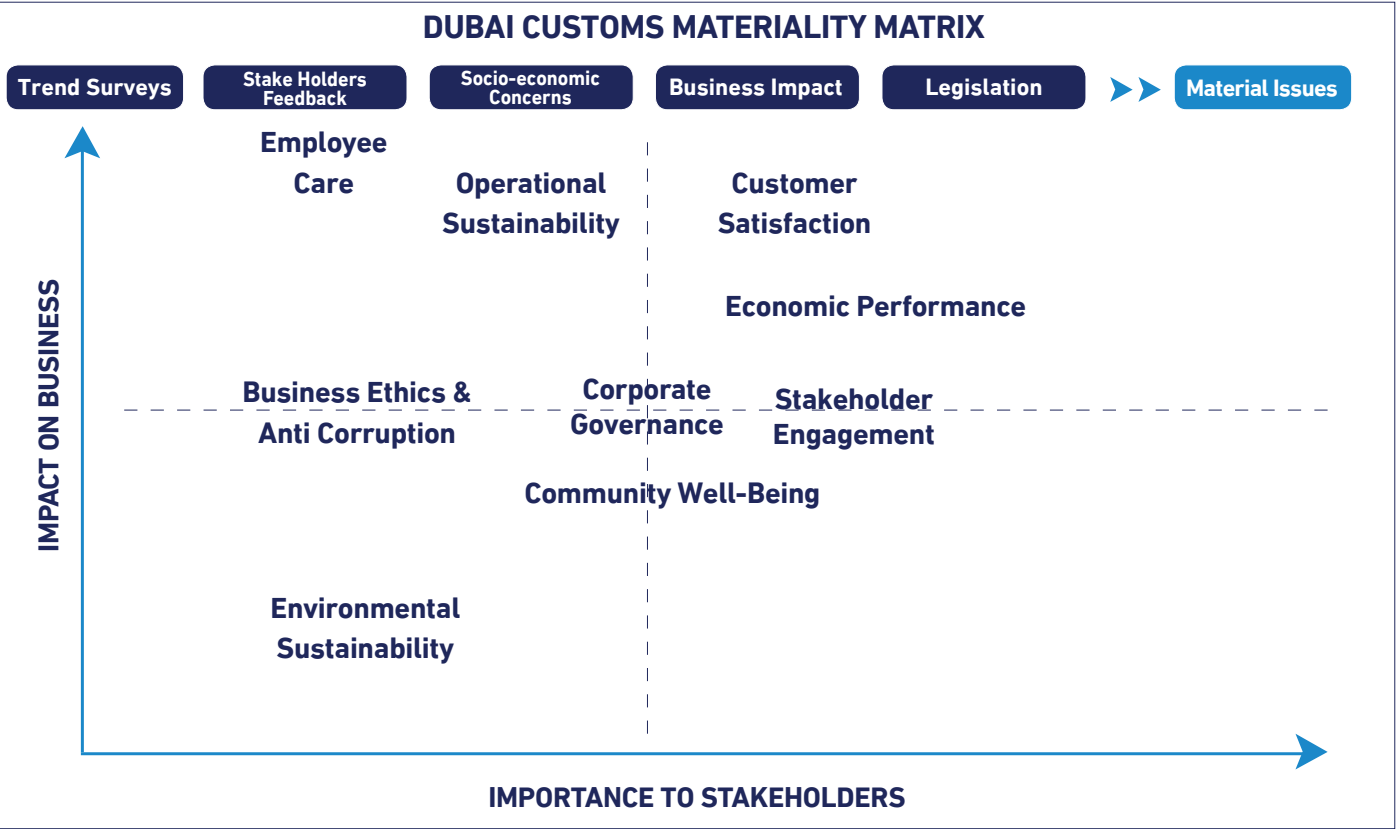 DUBAI CUSTOMS MATERIALITY MATRIX
Trend Surveys
Stake Holders
Feedback
Socio-economic
Concerns
Business Impact
Legislation
Material Issues
Employee
Care
Operational
Sustainability
Customer
Satisfaction
Economic Performance
Business Ethics &
Anti Corruption
Corporate
Governance
Stakeholder
Engagement
Community Well-Being
Environmental
Sustainability
IMPACT ON BUSINESS
IMPORTANCE TO STAKEHOLDERS